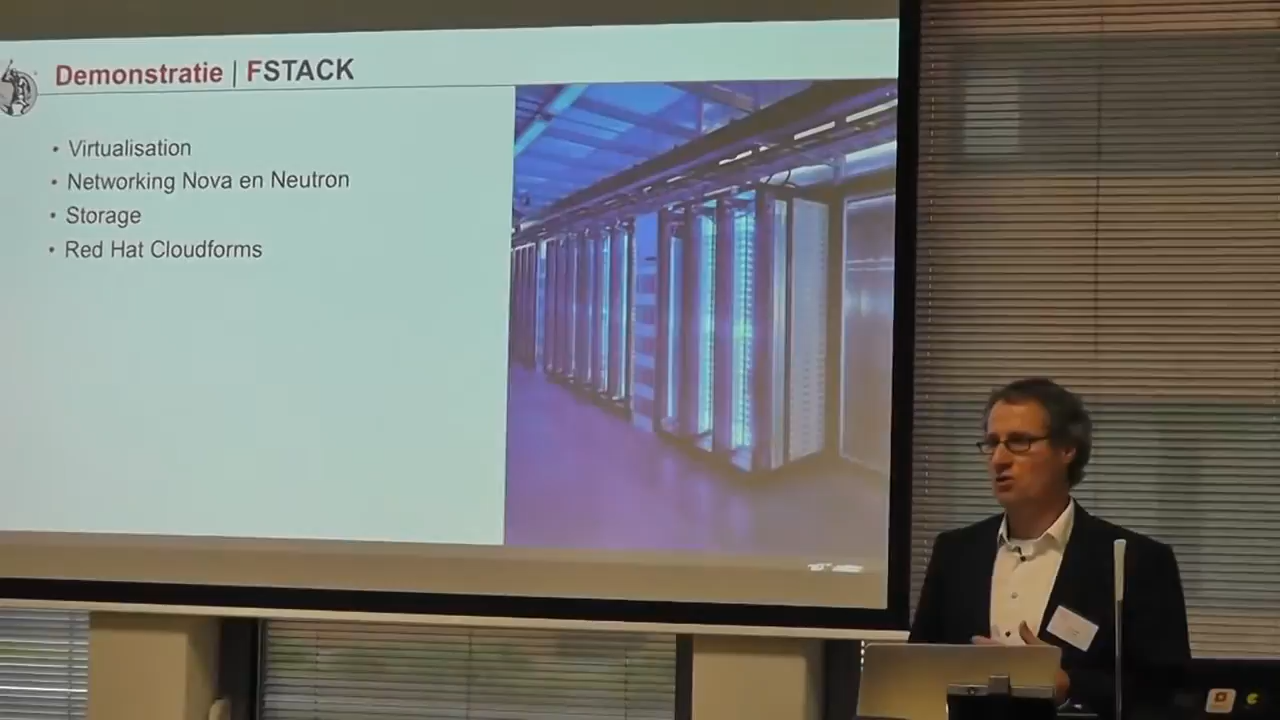 Demonstratie | FSTACK
• Virtualisation
• Networking Nova en Neutron
• Storage
• Red Hat Cloudforms